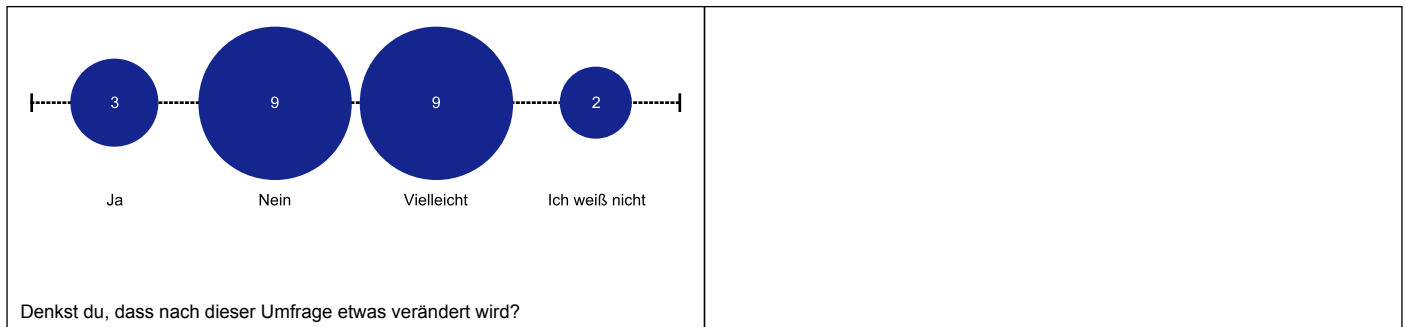 3 9 9 2
Ja Nein Vielleicht Ich weiß nicht
Denkst du, dass nach dieser Umfrage etwas verändert wird?